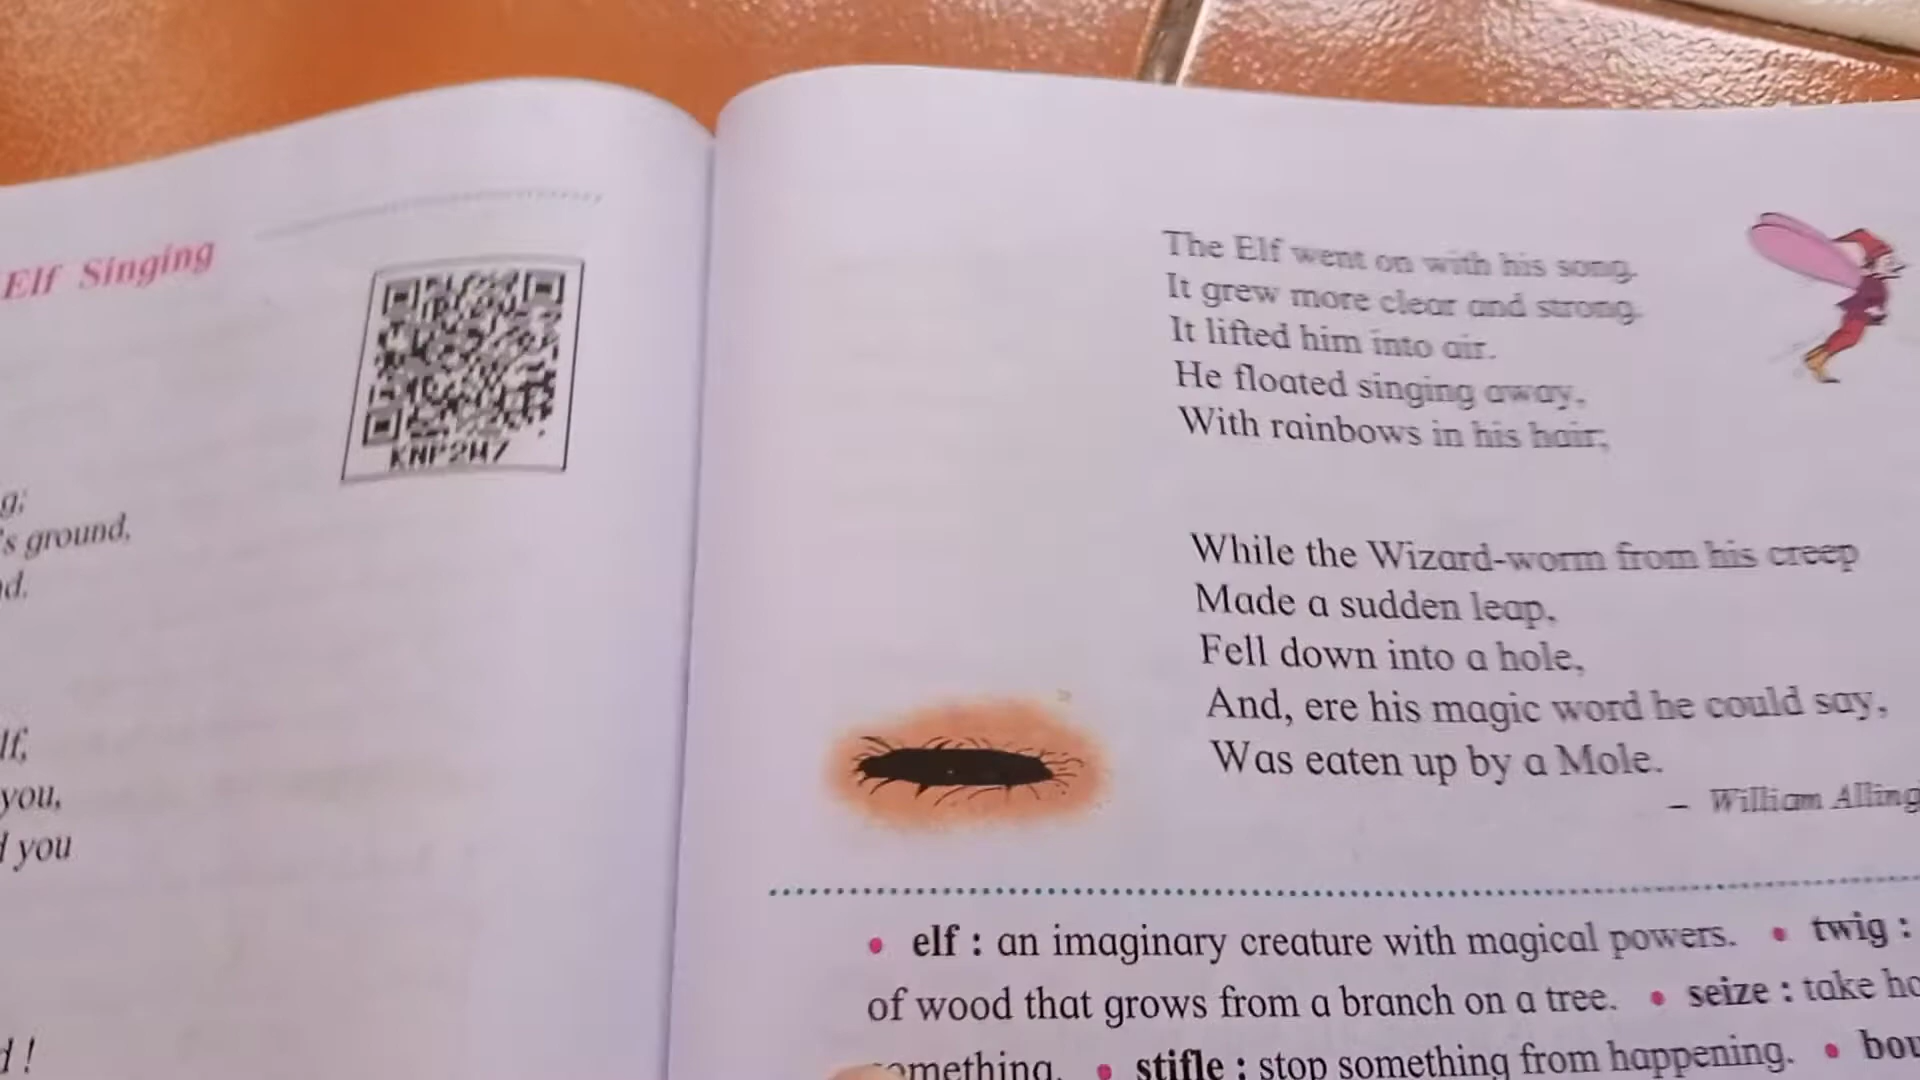 Elf Singing
KNP2W7
g;
's ground,
d.
lf,
you,
d you
d!
The Elf went on with his song.
It grew more clear and strong.
It lifted him into air.
He floated singing away,
With rainbows in his hair;
While the Wizard-worm from his creep
Made a sudden leap,
Fell down into a hole,
And, ere his magic word he could say,
Was eaten up by a Mole.
– William Alling
• elf : an imaginary creature with magical powers. • twig :
of wood that grows from a branch on a tree. • seize : take ho
omething. • stifle : stop something from happening. • bou